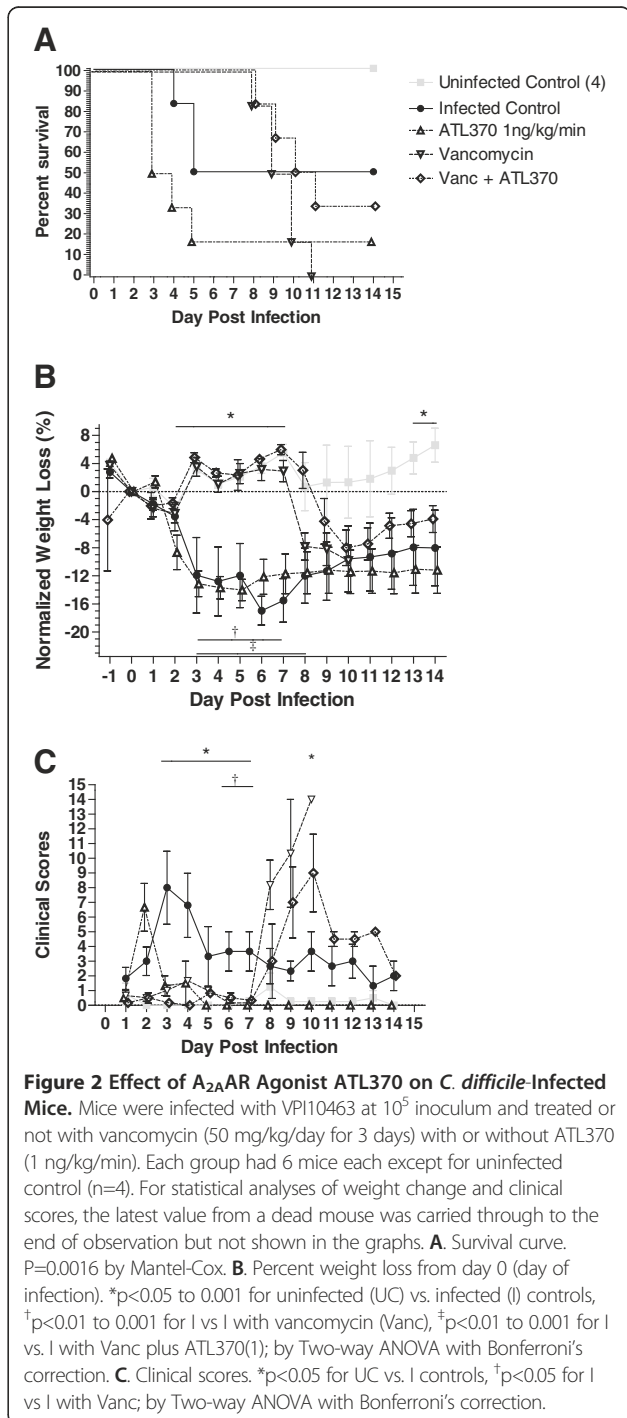 A
Percent survival
100
90
80
70
60
50
40
30
20
10
0
0 1 2 3 4 5 6 7 8 9 10 11 12 13 14 15
Day Post Infection
Uninfected Control (4)
Infected Control
ATL370 1ng/kg/min
Vancomycin
Vanc + ATL370
B
Normalized Weight Loss (%)
8
4
0
-4
-8
-12
-16
-20
* *
†
‡
-1 0 1 2 3 4 5 6 7 8 9 10 11 12 13 14
Day Post Infection
C
Clinical Scores
15
14
13
12
11
10
9
8
7
6
5
4
3
2
1
0
* *
†
0 1 2 3 4 5 6 7 8 9 10 11 12 13 14 15
Day Post Infection
Figure 2 Effect of A2AAR Agonist ATL370 on C. difficile-Infected
Mice. Mice were infected with VPI10463 at 10⁵ inoculum and treated or
not with vancomycin (50 mg/kg/day for 3 days) with or without ATL370
(1 ng/kg/min). Each group had 6 mice each except for uninfected
control (n=4). For statistical analyses of weight change and clinical
scores, the latest value from a dead mouse was carried through to the
end of observation but not shown in the graphs. A. Survival curve.
P=0.0016 by Mantel-Cox. B. Percent weight loss from day 0 (day of
infection). *p<0.05 to 0.001 for uninfected (UC) vs. infected (I) controls,
†p<0.01 to 0.001 for I vs I with vancomycin (Vanc), ‡p<0.01 to 0.001 for I
vs. I with Vanc plus ATL370(1); by Two-way ANOVA with Bonferroni's
correction. C. Clinical scores. *p<0.05 for UC vs. I controls, †p<0.05 for I
vs I with Vanc; by Two-way ANOVA with Bonferroni's correction.